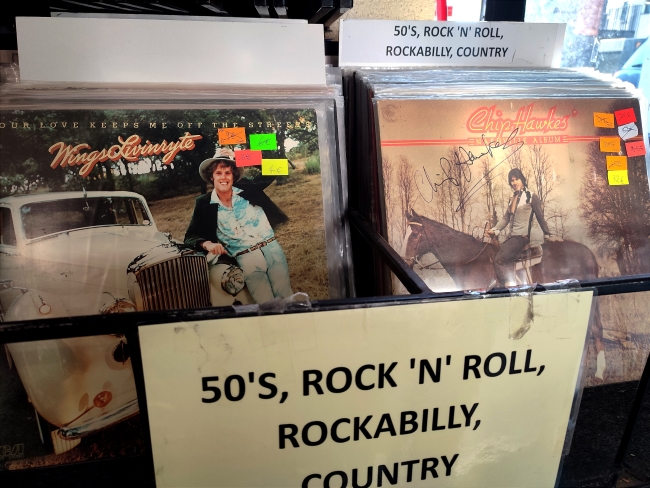 50'S, ROCK 'N' ROLL,
ROCKABILLY, COUNTRY
OUR LOVE KEEPS ME OFF THE STREETS
Wings Livinryte
Chip Hawkes'
ALBUM
50'S, ROCK 'N' ROLL,
ROCKABILLY,
COUNTRY